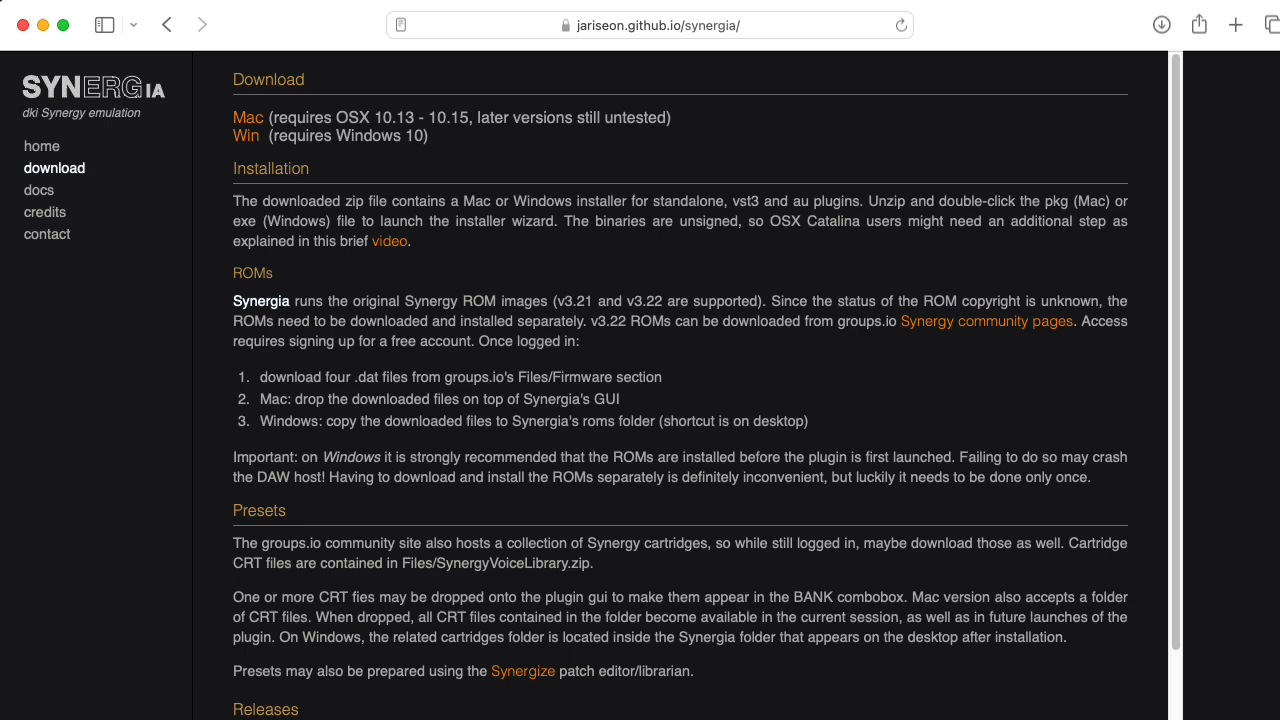 jariseon.github.io/synergia/
SYNERGIA
dki Synergy emulation
home
download
docs
credits
contact
Download
Mac (requires OSX 10.13 - 10.15, later versions still untested)
Win (requires Windows 10)
Installation
The downloaded zip file contains a Mac or Windows installer for standalone, vst3 and au plugins. Unzip and double-click the pkg (Mac) or
exe (Windows) file to launch the installer wizard. The binaries are unsigned, so OSX Catalina users might need an additional step as
explained in this brief video.
ROMs
Synergia runs the original Synergy ROM images (v3.21 and v3.22 are supported). Since the status of the ROM copyright is unknown, the
ROMs need to be downloaded and installed separately. v3.22 ROMs can be downloaded from groups.io Synergy community pages. Access
requires signing up for a free account. Once logged in:
1. download four .dat files from groups.io's Files/Firmware section
2. Mac: drop the downloaded files on top of Synergia's GUI
3. Windows: copy the downloaded files to Synergia's roms folder (shortcut is on desktop)
Important: on Windows it is strongly recommended that the ROMs are installed before the plugin is first launched. Failing to do so may crash
the DAW host! Having to download and install the ROMs separately is definitely inconvenient, but luckily it needs to be done only once.
Presets
The groups.io community site also hosts a collection of Synergy cartridges, so while still logged in, maybe download those as well. Cartridge
CRT files are contained in Files/SynergyVoiceLibrary.zip.
One or more CRT fies may be dropped onto the plugin gui to make them appear in the BANK combobox. Mac version also accepts a folder
of CRT files. When dropped, all CRT files contained in the folder become available in the current session, as well as in future launches of the
plugin. On Windows, the related cartridges folder is located inside the Synergia folder that appears on the desktop after installation.
Presets may also be prepared using the Synergize patch editor/librarian.
Releases